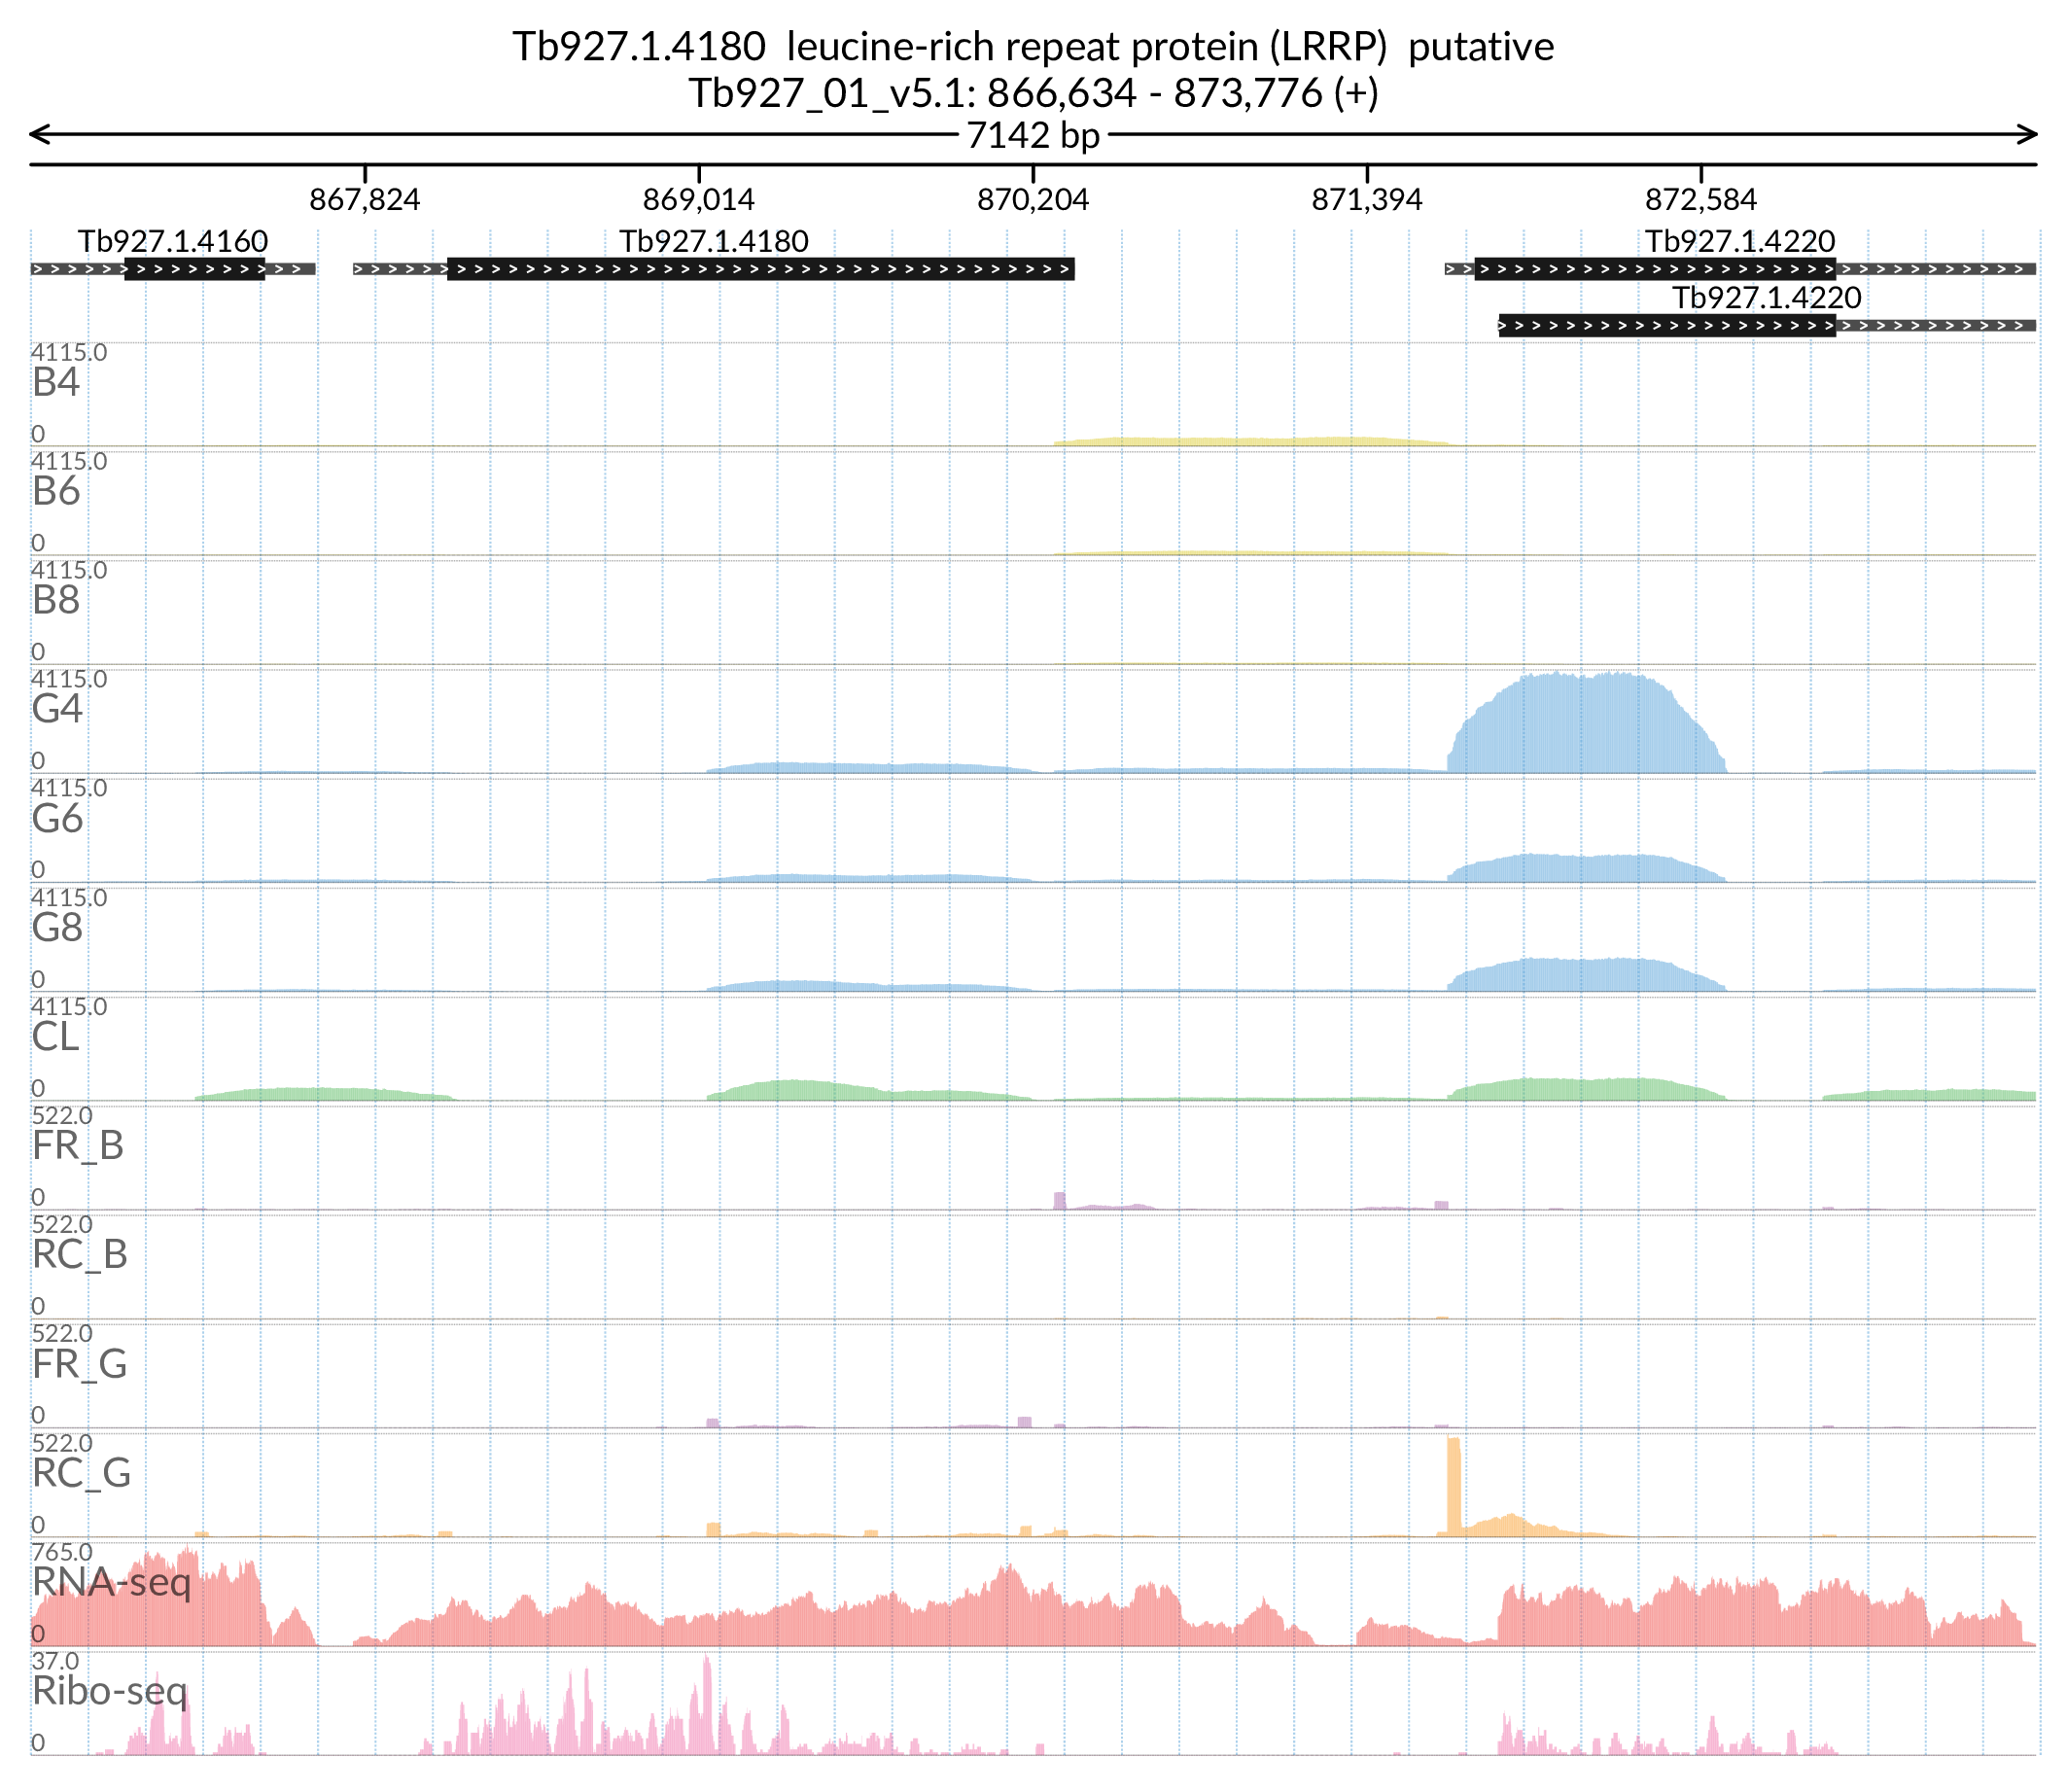 Tb927.1.4180  leucine-rich repeat protein (LRRP)  putative
Tb927_01_v5.1: 866,634 - 873,776 (+)
7142 bp
867,824 869,014 870,204 871,394 872,584
Tb927.1.4160 Tb927.1.4180 Tb927.1.4220
Tb927.1.4220
4115.0
B4
0
4115.0
B6
0
4115.0
B8
0
4115.0
G4
0
4115.0
G6
0
4115.0
G8
0
4115.0
CL
0
522.0
FR_B
0
522.0
RC_B
0
522.0
FR_G
0
522.0
RC_G
0
765.0
RNA-seq
0
37.0
Ribo-seq
0